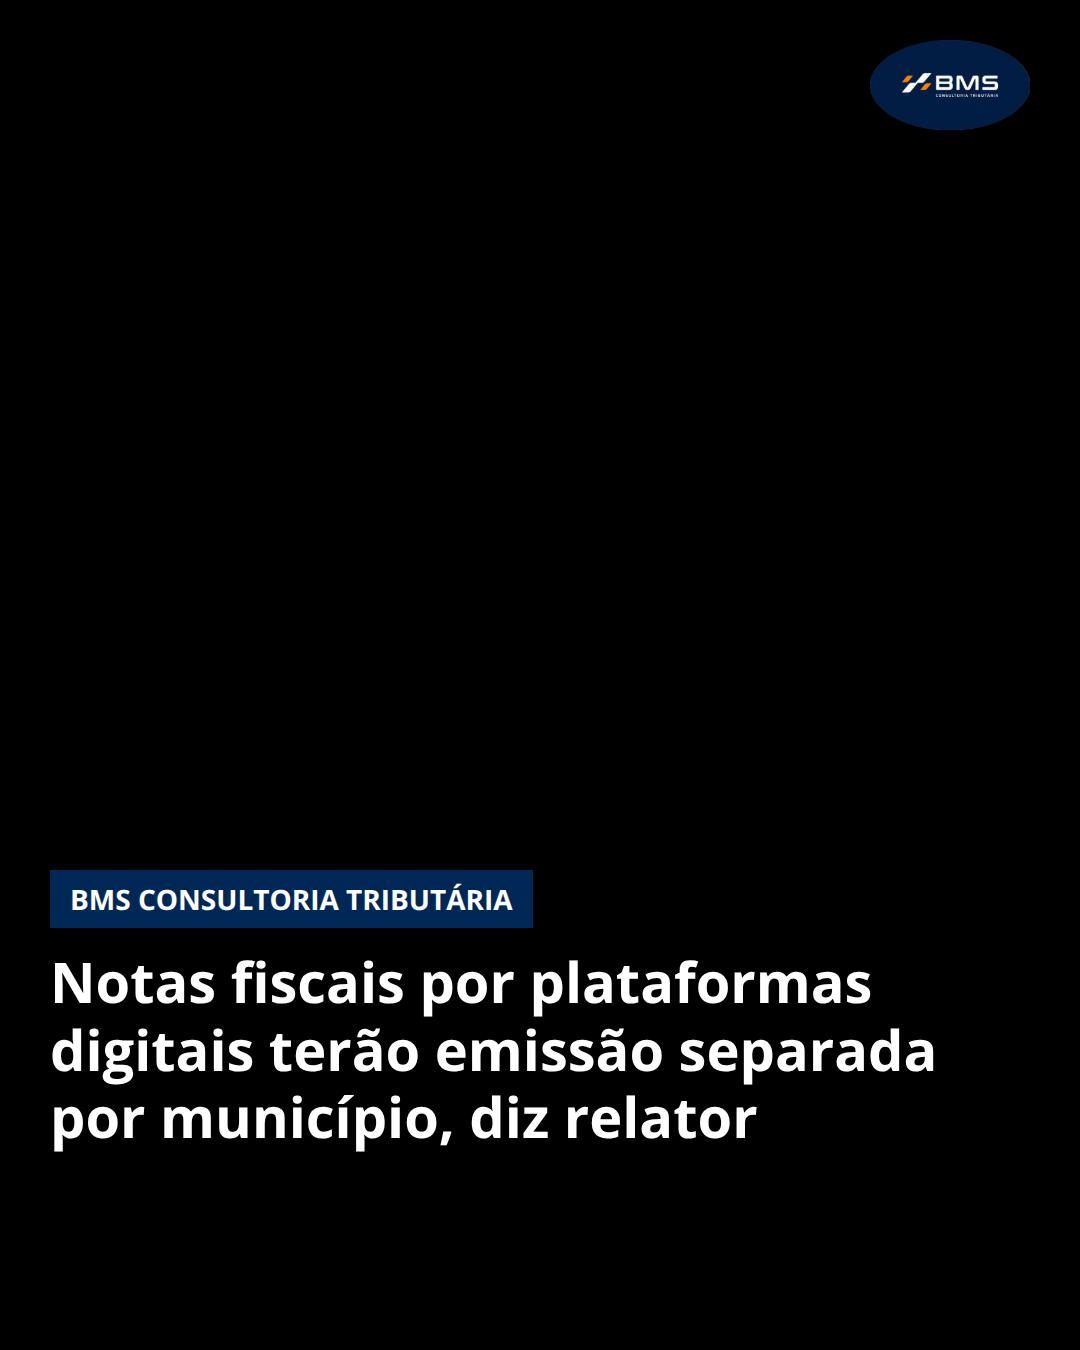 BMS
CONSULTORIA TRIBUTÁRIA
BMS CONSULTORIA TRIBUTÁRIA
Notas fiscais por plataformas
digitais terão emissão separada
por município, diz relator